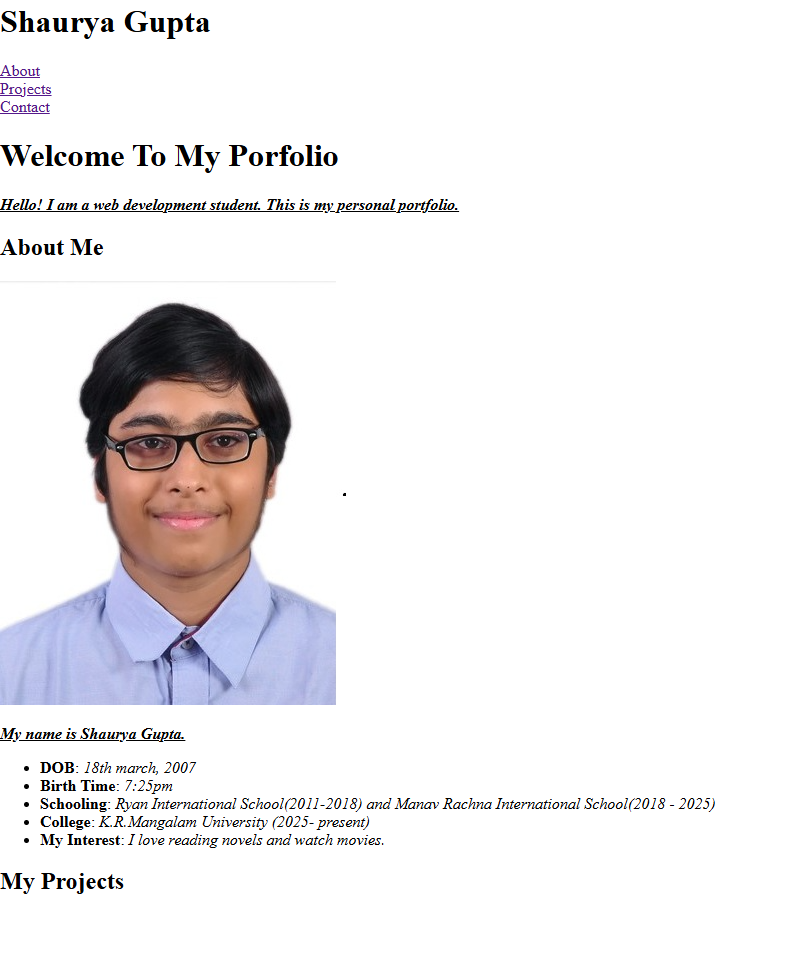 Shaurya Gupta
About
Projects
Contact
Welcome To My Porfolio
Hello! I am a web development student. This is my personal portfolio.
About Me
.
My name is Shaurya Gupta.
DOB: 18th march, 2007
Birth Time: 7:25pm
Schooling: Ryan International School(2011-2018) and Manav Rachna International School(2018 - 2025)
College: K.R.Mangalam University (2025- present)
My Interest: I love reading novels and watch movies.
My Projects